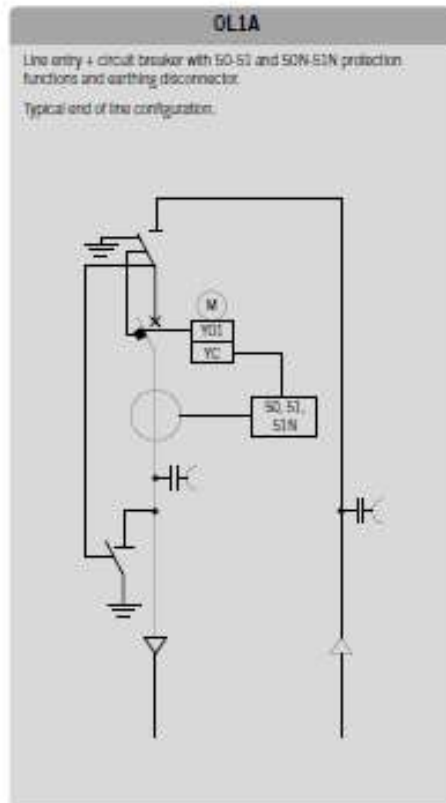 OL1A
Line entry + circuit breaker with 50-51 and 50N-51N protection
functions and earthing disconnector.
Typical end of line configuration.
M
YO1
YC
50, 51,
51N